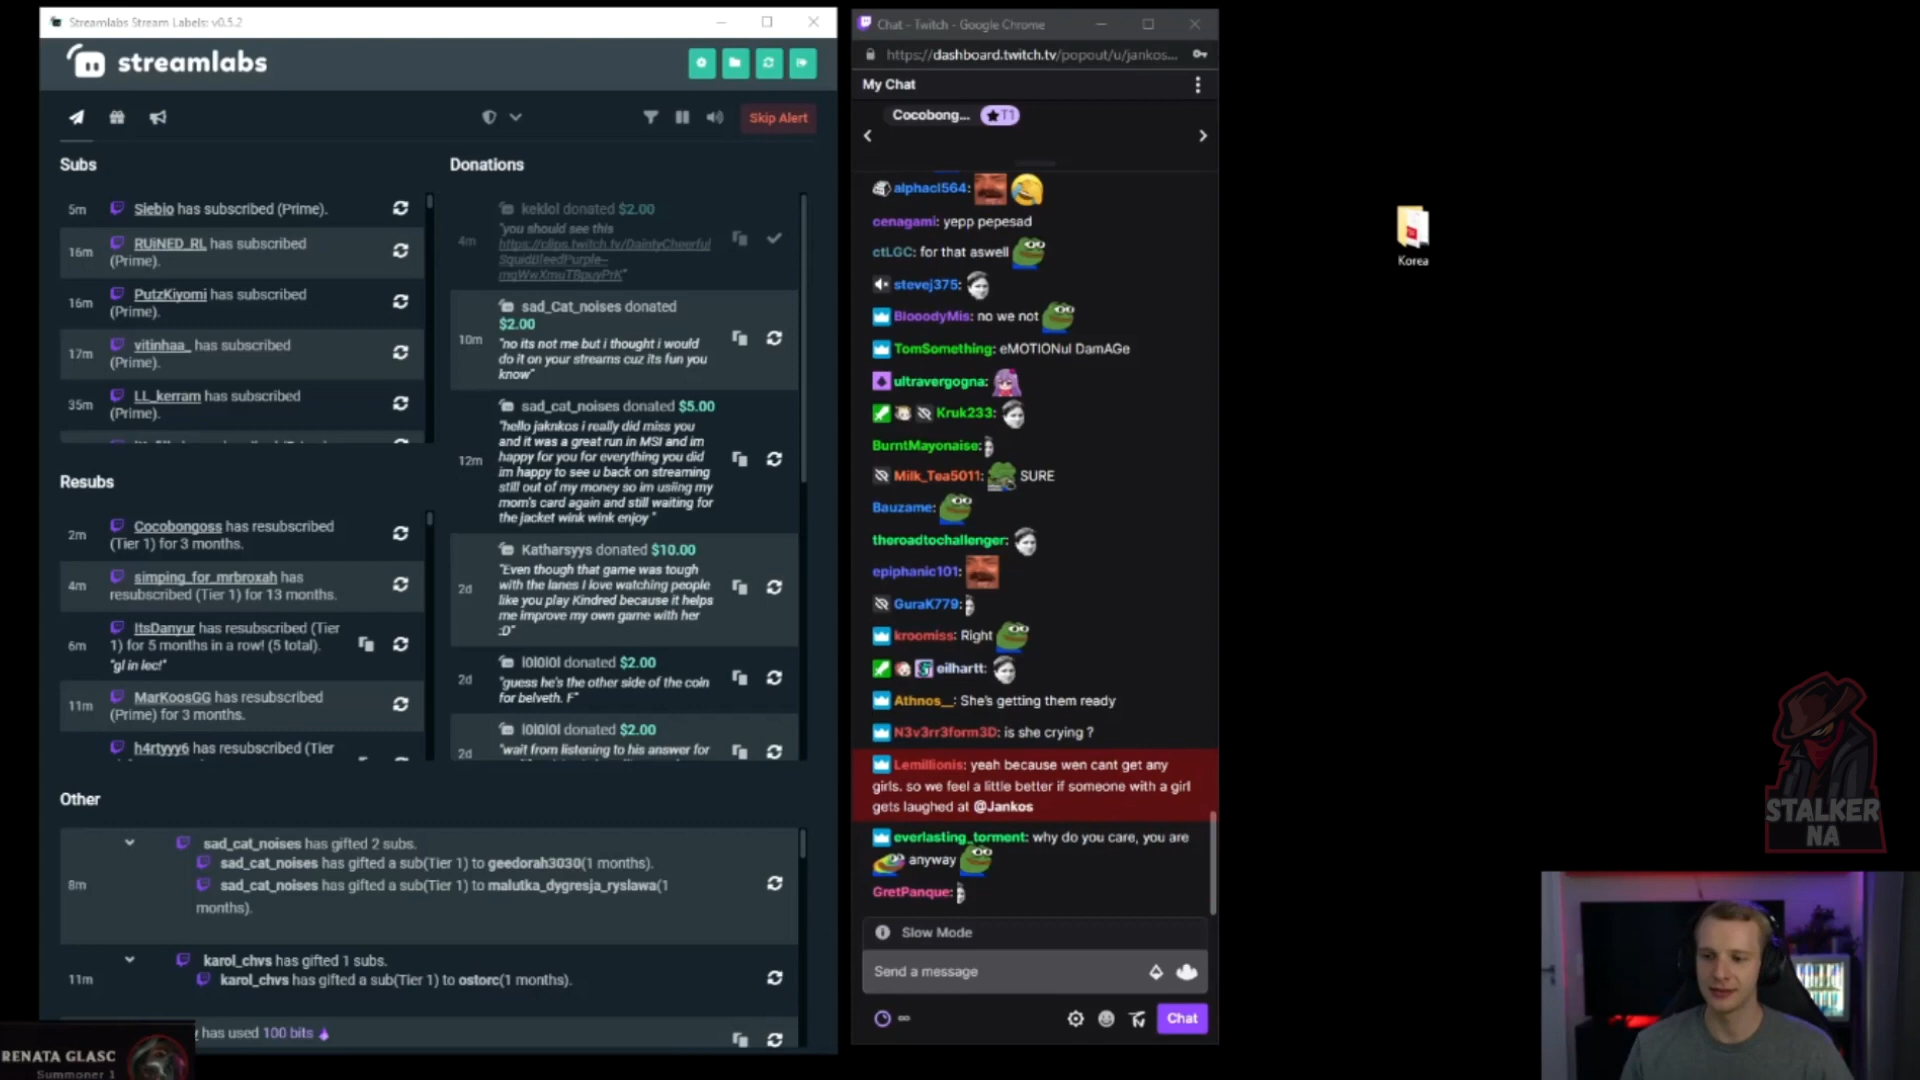 Streamlabs Stream Labels: v0.5.2
streamlabs
Skip Alert
Subs
5m
Slebio has subscribed (Prime).
16m
RUiNED_RL has subscribed
(Prime).
16m
PutzKiyomi has subscribed
(Prime).
17m
vitinhaa_ has subscribed
(Prime).
35m
LL_kerram has subscribed
(Prime).
Resubs
2m
Cocobongoss has resubscribed
(Tier 1) for 3 months.
4m
simping_for_mrbroxah has
resubscribed (Tier 1) for 13 months.
6m
ItsDanyur has resubscribed (Tier
1) for 5 months in a row! (5 total).
"gl in lec!"
11m
MarKoosGG has resubscribed
(Prime) for 3 months.
h4rtyyy6 has resubscribed (Tier
Donations
keklol donated $2.00
4m
"you should see this
https://clips.twitch.tv/DaintyCheerful
SquidBleedPurple--
sad_Cat_noises donated
$2.00
10m
"no its not me but i thought i would
do it on your streams cuz its fun you
know"
sad_cat_noises donated $5.00
12m
"hello jaknkos i really did miss you
and it was a great run in MSI and im
happy for you for everything you did
im happy to see u back on streaming
still out of my money so im usiing my
mom's card again and still waiting for
the jacket wink wink enjoy "
Katharsyys donated $10.00
2d
"Even though that game was tough
with the lanes I love watching people
like you play Kindred because it helps
me improve my own game with her
:D"
donated $2.00
2d
"guess he's the other side of the coin
for belveth. F"
donated $2.00
2d
"wait from listening to his answer for
Other
8m
sad_cat_noises has gifted 2 subs.
sad_cat_noises has gifted a sub(Tier 1) to geedorah3030(1 months).
sad_cat_noises has gifted a sub(Tier 1) to malutka_dygresja_ryslawa(1
months).
11m
karol_chvs has gifted 1 subs.
karol_chvs has gifted a sub(Tier 1) to ostorc(1 months).
has used 100 bits
RENATA GLASC
Summoner 1
Chat - Twitch - Google Chrome
https://dashboard.twitch.tv/popout/u/jankos...
My Chat
Cocobong... T1
alphacl564:
cenagami: yepp pepesad
ctLGC: for that aswell
stevej375:
BlooodyMis: no we not
TomSomething: eMOTIONul DamAGe
ultravergogna:
Kruk233:
BurntMayonaise:
Milk_Tea5011: SURE
Bauzame:
theroadtochallenger:
epiphanic101:
GuraK779:
kroomiss: Right
eilhartt:
Athnos__: She's getting them ready
N3v3rr3form3D: is she crying ?
Lemillionis: yeah because wen cant get any
girls. so we feel a little better if someone with a girl
gets laughed at @Jankos
everlasting_torment: why do you care, you are
anyway
GretPanque:
Slow Mode
Send a message
Chat
Korea
STALKER
NA